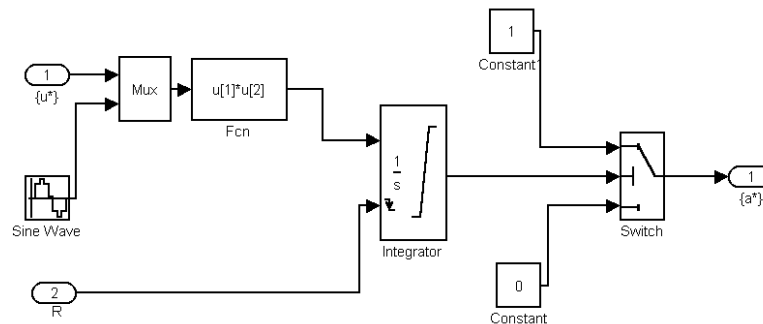 1
{u*}
Mux
u[1]*u[2]
Fcn
1
Constant1
Sine Wave
1
s
Integrator
Switch
1
{a*}
2
R
0
Constant